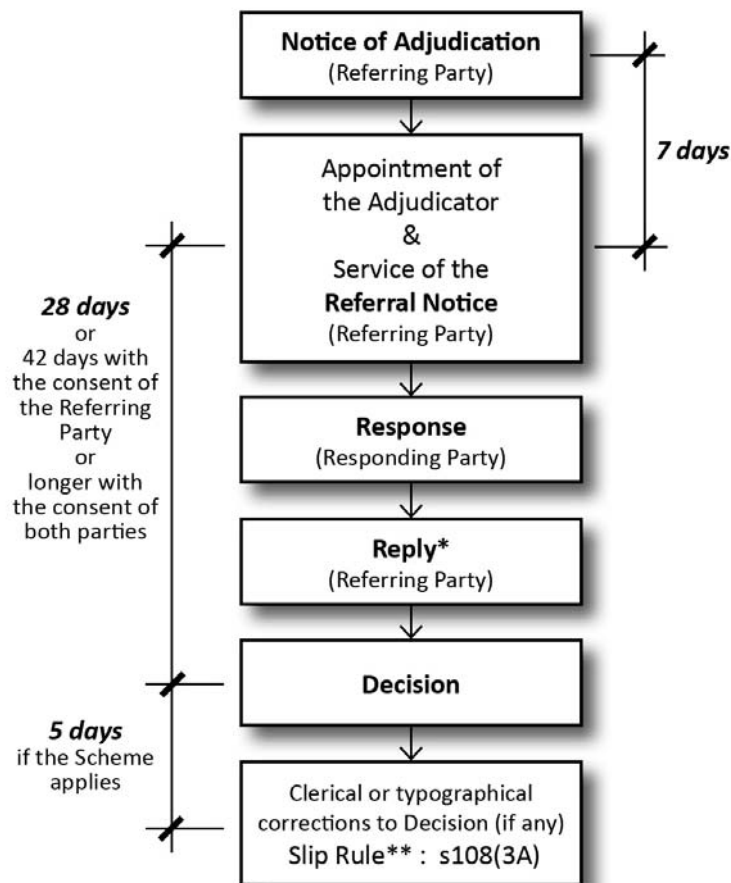 Notice of Adjudication
(Referring Party)
7 days
Appointment of
the Adjudicator
&
Service of the
Referral Notice
(Referring Party)
28 days
or
42 days with
the consent of
the Referring
Party
or
longer with
the consent of
both parties
Response
(Responding Party)
Reply*
(Referring Party)
Decision
5 days
if the Scheme
applies
Clerical or typographical
corrections to Decision (if any)
Slip Rule** : s108(3A)